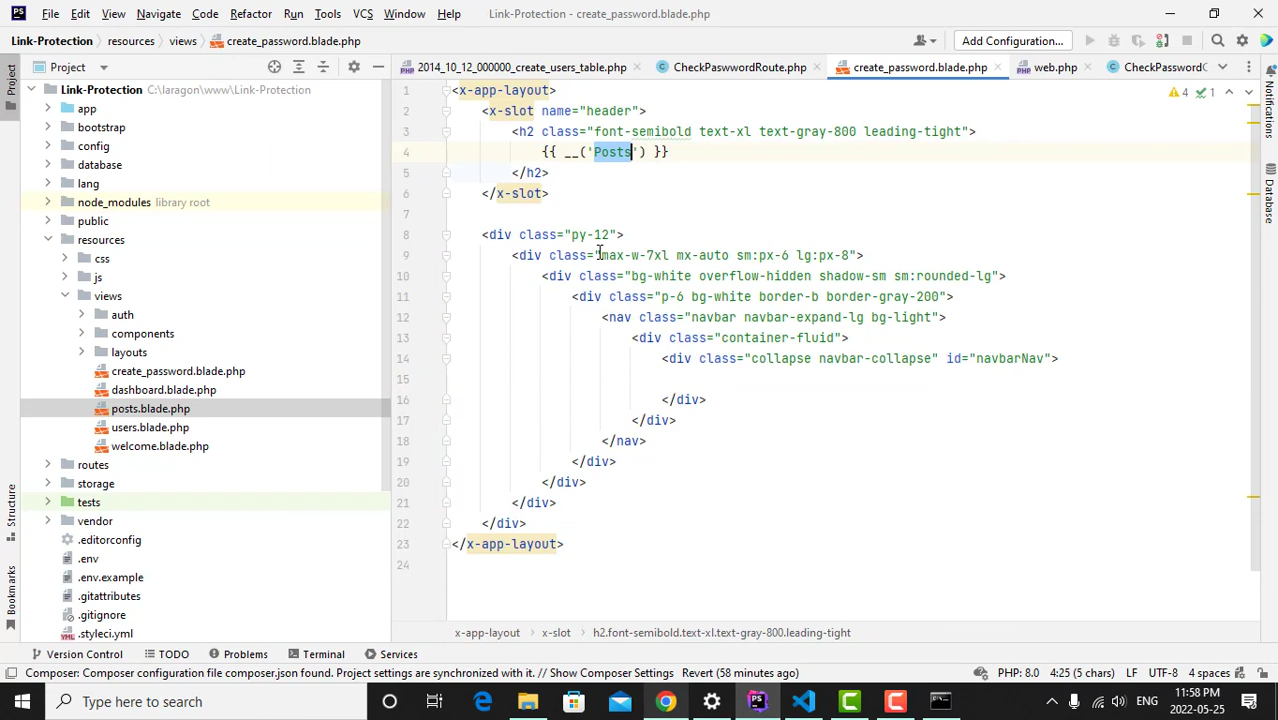 File Edit View Navigate Code Refactor Run Tools VCS Window Help Link-Protection - create_password.blade.php
Link-Protection resources views create_password.blade.php Add Configuration...
Project
2014_10_12_000000_create_users_table.php CheckPaswwordRoute.php create_password.blade.php web.php CheckPasswordC
Link-Protection C:\laragon\www\Link-Protection
app
bootstrap
config
database
lang
node_modules library root
public
resources
css
js
views
auth
components
layouts
create_password.blade.php
dashboard.blade.php
posts.blade.php
users.blade.php
welcome.blade.php
routes
storage
tests
vendor
.editorconfig
.env
.env.example
.gitattributes
.gitignore
.styleci.yml
Project
Structure
Bookmarks
1 <x-app-layout>
2 <x-slot name="header">
3 <h2 class="font-semibold text-xl text-gray-800 leading-tight">
4 {{ __('Posts') }}
5 </h2>
6 </x-slot>
7
8 <div class="py-12">
9 <div class="max-w-7xl mx-auto sm:px-6 lg:px-8">
10 <div class="bg-white overflow-hidden shadow-sm sm:rounded-lg">
11 <div class="p-6 bg-white border-b border-gray-200">
12 <nav class="navbar navbar-expand-lg bg-light">
13 <div class="container-fluid">
14 <div class="collapse navbar-collapse" id="navbarNav">
15
16 </div>
17 </div>
18 </nav>
19 </div>
20 </div>
21 </div>
22 </div>
23 </x-app-layout>
24
4 1
Notifications
Database
x-app-layout x-slot h2.font-semibold.text-xl.text-gray-800.leading-tight
Version Control TODO Problems Terminal Services
Composer: Composer configuration file composer.json found. Project settings are synchronized with it. // Show Composer Settings Revert (58 minutes ago) PHP: 8.0 4:25 (5 chars) LF UTF-8 4 spaces
Type here to search
ENG
11:58 PM
2022-05-25